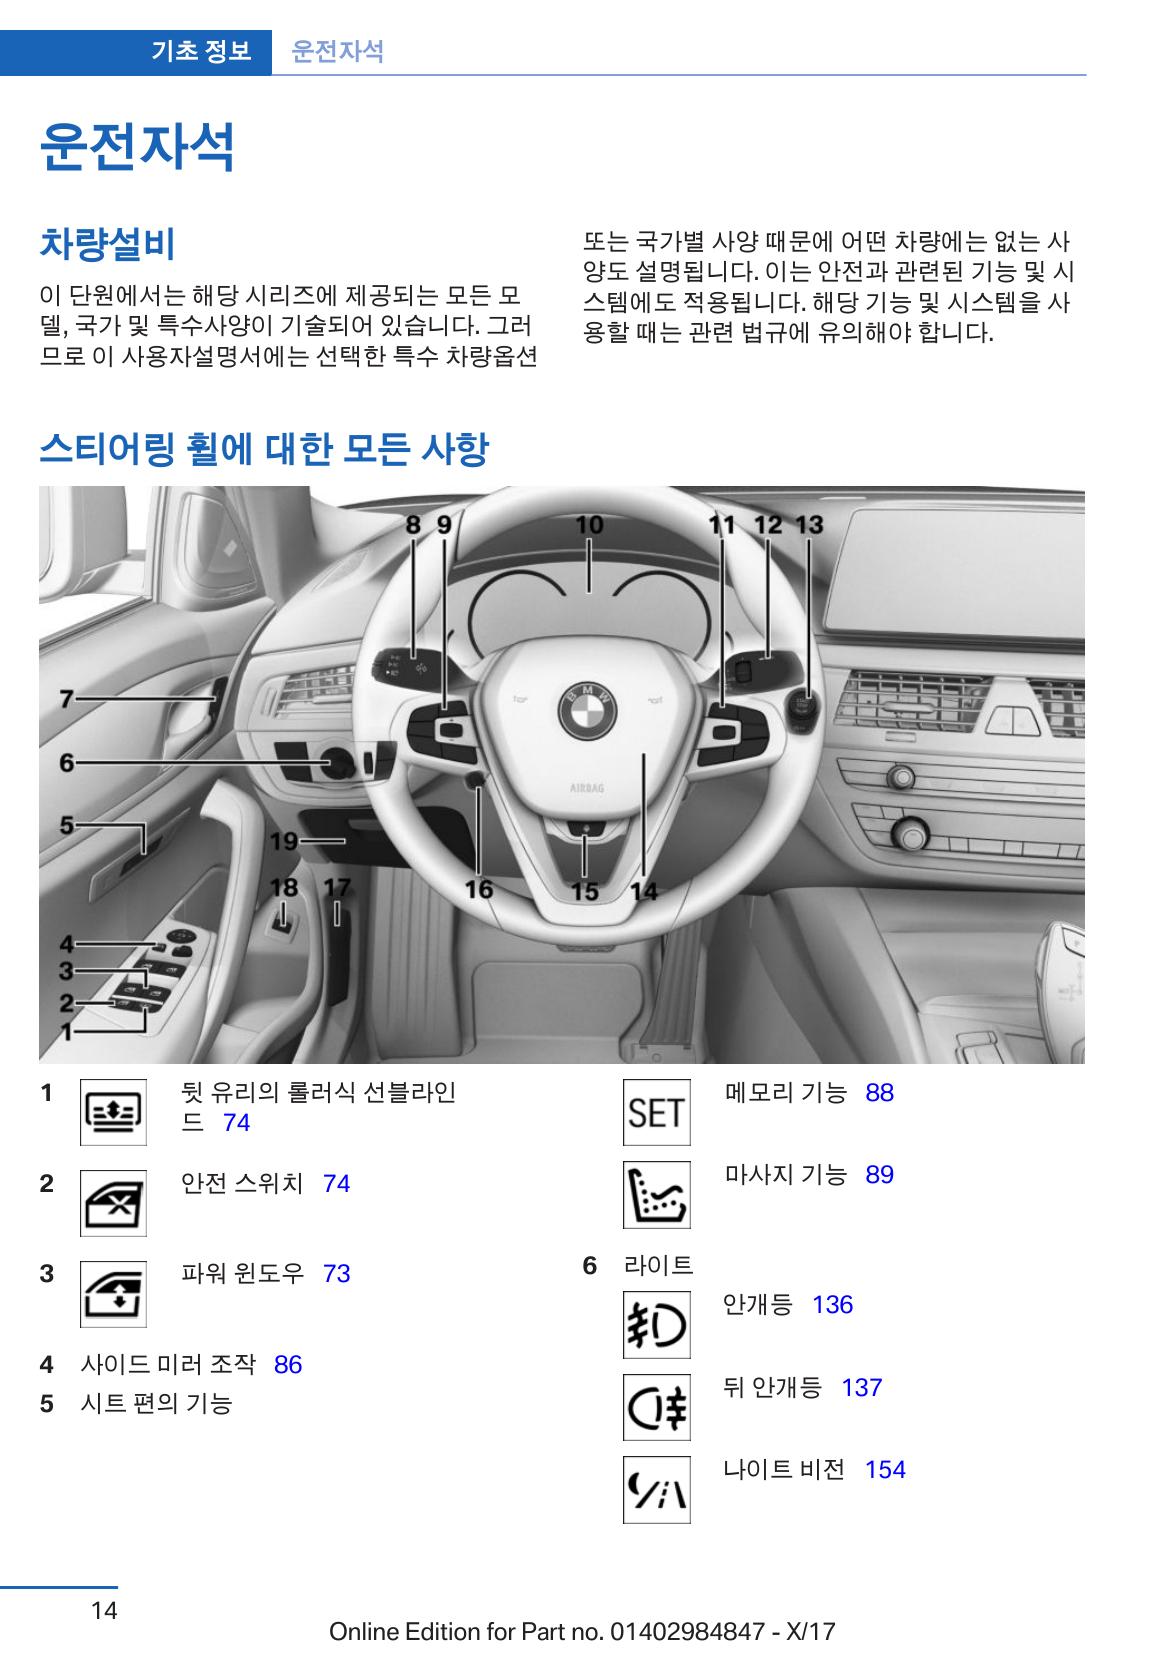 기초 정보 운전자석
운전자석
차량설비
이 단원에서는 해당 시리즈에 제공되는 모든 모
델, 국가 및 특수사양이 기술되어 있습니다. 그러
므로 이 사용자설명서에는 선택한 특수 차량옵션
또는 국가별 사양 때문에 어떤 차량에는 없는 사
양도 설명됩니다. 이는 안전과 관련된 기능 및 시
스템에도 적용됩니다. 해당 기능 및 시스템을 사
용할 때는 관련 법규에 유의해야 합니다.
스티어링 휠에 대한 모든 사항
8 9 10 11 12 13
7
6
5
4
3
2
1
19
18 17
16 15 14
BMW
AIRBAG
1 뒷 유리의 롤러식 선블라인
드 74
2 안전 스위치 74
3 파워 윈도우 73
4 사이드 미러 조작 86
5 시트 편의 기능
SET 메모리 기능 88
마사지 기능 89
6 라이트
안개등 136
뒤 안개등 137
나이트 비전 154
14
Online Edition for Part no. 01402984847 - X/17